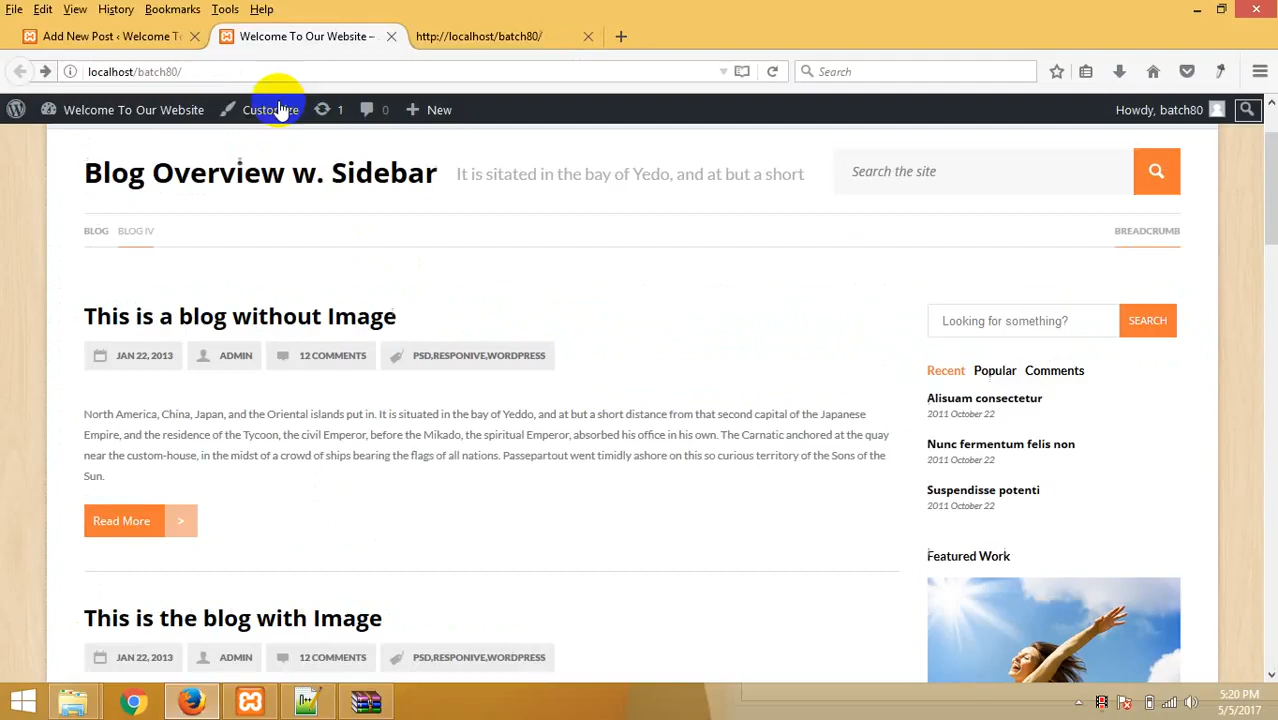 File Edit View History Bookmarks Tools Help
Add New Post ‹ Welcome To
Welcome To Our Website –
http://localhost/batch80/
localhost/batch80/
Search
Welcome To Our Website
Customize
1
0
New
Howdy, batch80
Blog Overview w. Sidebar
It is sitated in the bay of Yedo, and at but a short
Search the site
BLOG BLOG IV
BREADCRUMB
This is a blog without Image
JAN 22, 2013
ADMIN
12 COMMENTS
PSD,RESPONIVE,WORDPRESS
North America, China, Japan, and the Oriental islands put in. It is situated in the bay of Yeddo, and at but a short distance from that second capital of the Japanese
Empire, and the residence of the Tycoon, the civil Emperor, before the Mikado, the spiritual Emperor, absorbed his office in his own. The Carnatic anchored at the quay
near the custom-house, in the midst of a crowd of ships bearing the flags of all nations. Passepartout went timidly ashore on this so curious territory of the Sons of the
Sun.
Read More >
Looking for something?
SEARCH
Recent Popular Comments
Alisuam consectetur
2011 October 22
Nunc fermentum felis non
2011 October 22
Suspendisse potenti
2011 October 22
Featured Work
This is the blog with Image
JAN 22, 2013
ADMIN
12 COMMENTS
PSD,RESPONIVE,WORDPRESS
5:20 PM
5/5/2017